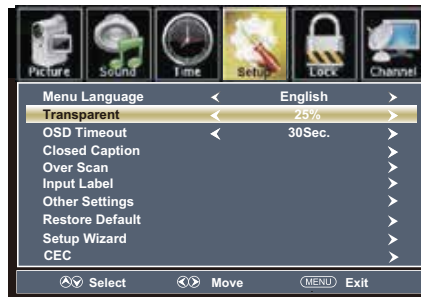 Picture Sound Time Setup Lock Channel
Menu Language English
Transparent 25%
OSD Timeout 30Sec.
Closed Caption
Over Scan
Input Label
Other Settings
Restore Default
Setup Wizard
CEC
Select Move MENU Exit